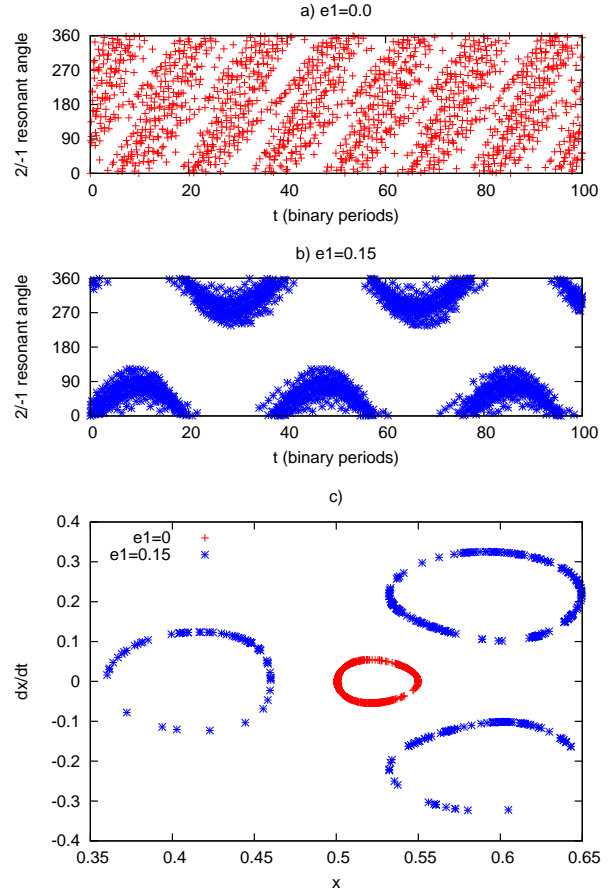 a) e1=0.0
2/-1 resonant angle
360
270
180
90
0
0 20 40 60 80 100
t (binary periods)
b) e1=0.15
2/-1 resonant angle
360
270
180
90
0
0 20 40 60 80 100
t (binary periods)
c)
e1=0
e1=0.15
dx/dt
0.4
0.3
0.2
0.1
0
-0.1
-0.2
-0.3
-0.4
0.35 0.4 0.45 0.5 0.55 0.6 0.65
x